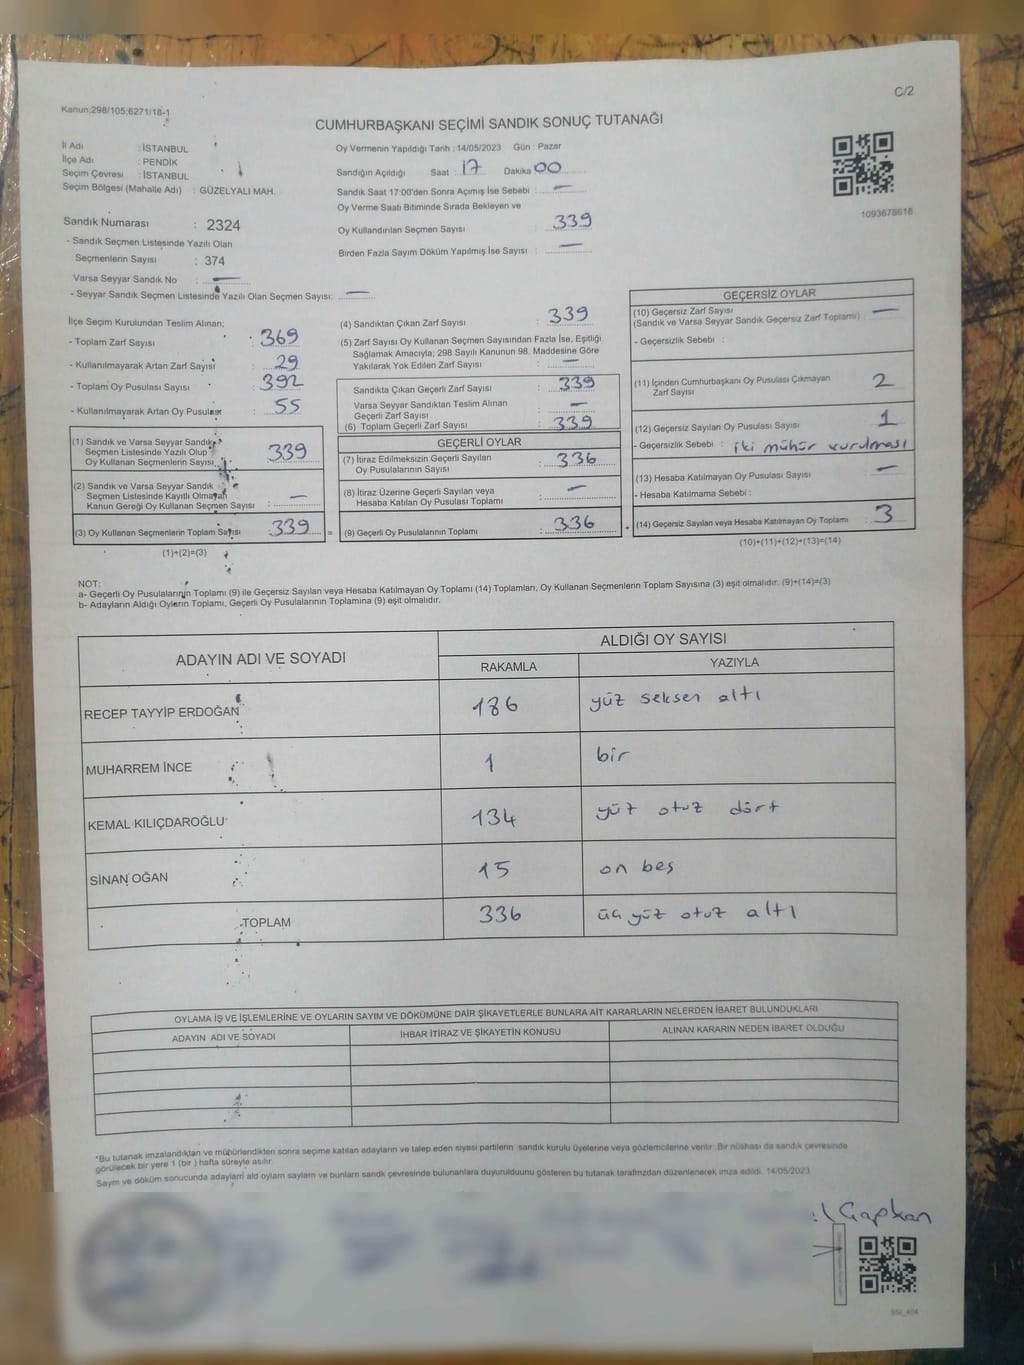 C/2
Kanun;298/105;6271/18-1
CUMHURBAŞKANI SEÇİMİ SANDIK SONUÇ TUTANAĞI
İl Adı : İSTANBUL
İlçe Adı : PENDİK
Seçim Çevresi : İSTANBUL
Seçim Bölgesi (Mahalle Adı) : GÜZELYALI MAH.
Oy Vermenin Yapıldığı Tarih : 14/05/2023 Gün : Pazar
Sandığın Açıldığı Saat : 17 Dakika 00
Sandık Saat 17:00'den Sonra Açımış İse Sebebi : —
Oy Verme Saati Bitiminde Sırada Bekleyen ve
Oy Kullandırılan Seçmen Sayısı : 339
Birden Fazla Sayım Döküm Yapılmış İse Sayısı : —
1093678618
Sandık Numarası : 2324
- Sandık Seçmen Listesinde Yazılı Olan
Seçmenlerin Sayısı : 374
Varsa Seyyar Sandık No : —
- Seyyar Sandık Seçmen Listesinde Yazılı Olan Seçmen Sayısı: —
İlçe Seçim Kurulundan Teslim Alınan;
- Toplam Zarf Sayısı : 369
- Kullanılmayarak Artan Zarf Sayısı : 29
- Toplam Oy Pusulası Sayısı : 392
- Kullanılmayarak Artan Oy Pusulası : 55
(1) Sandık ve Varsa Seyyar Sandık
Seçmen Listesinde Yazılı Olup
Oy Kullanan Seçmenlerin Sayısı : 339
(2) Sandık ve Varsa Seyyar Sandık
Seçmen Listesinde Kayıtlı Olmayan
Kanun Gereği Oy Kullanan Seçmen Sayısı : —
(3) Oy Kullanan Seçmenlerin Toplam Sayısı : 339 =
(1)+(2)=(3)
(4) Sandıktan Çıkan Zarf Sayısı : 339
(5) Zarf Sayısı Oy Kullanan Seçmen Sayısından Fazla İse, Eşitliği
Sağlamak Amacıyla; 298 Sayılı Kanunun 98. Maddesine Göre
Yakılarak Yok Edilen Zarf Sayısı : —
Sandıkta Çıkan Geçerli Zarf Sayısı : 339
Varsa Seyyar Sandıktan Teslim Alınan
Geçerli Zarf Sayısı : —
(6) Toplam Geçerli Zarf Sayısı : 339
GEÇERLİ OYLAR
(7) İtiraz Edilmeksizin Geçerli Sayılan
Oy Pusulalarının Sayısı : 336
(8) İtiraz Üzerine Geçerli Sayılan veya
Hesaba Katılan Oy Pusulası Toplamı : —
(9) Geçerli Oy Pusulalarının Toplamı : 336 +
GEÇERSİZ OYLAR
(10) Geçersiz Zarf Sayısı : —
(Sandık ve Varsa Seyyar Sandık Geçersiz Zarf Toplamı)
- Geçersizlik Sebebi :
(11) İçinden Cumhurbaşkanı Oy Pusulası Çıkmayan
Zarf Sayısı : 2
(12) Geçersiz Sayılan Oy Pusulası Sayısı : 1
- Geçersizlik Sebebi : iki mühür vurulması
(13) Hesaba Katılmayan Oy Pusulası Sayısı : —
- Hesaba Katılmama Sebebi :
(14) Geçersiz Sayılan veya Hesaba Katılmayan Oy Toplamı : 3
(10)+(11)+(12)+(13)=(14)
NOT:
a- Geçerli Oy Pusulalarının Toplamı (9) ile Geçersiz Sayılan veya Hesaba Katılmayan Oy Toplamı (14) Toplamları, Oy Kullanan Seçmenlerin Toplam Sayısına (3) eşit olmalıdır. (9)+(14)=(3)
b- Adayların Aldığı Oyların Toplamı, Geçerli Oy Pusulalarının Toplamına (9) eşit olmalıdır.
ADAYIN ADI VE SOYADI
ALDIĞI OY SAYISI
RAKAMLA YAZIYLA
RECEP TAYYİP ERDOĞAN 186 yüz seksen altı
MUHARREM İNCE 1 bir
KEMAL KILIÇDAROĞLU 134 yüz otuz dört
SİNAN OĞAN 15 on beş
TOPLAM 336 üç yüz otuz altı
OYLAMA İŞ VE İŞLEMLERİNE VE OYLARIN SAYIM VE DÖKÜMÜNE DAİR ŞİKAYETLERLE BUNLARA AİT KARARLARIN NELERDEN İBARET BULUNDUKLARI
ADAYIN ADI VE SOYADI İHBAR İTİRAZ VE ŞİKAYETİN KONUSU ALINAN KARARIN NEDEN İBARET OLDUĞU
*Bu tutanak imzalandıktan ve mühürlendikten sonra seçime katılan adayların ve talep eden siyasi partilerin sandık kurulu üyelerine veya gözlemcilerine verilir. Bir nüshası da sandık çevresinde
görülecek bir yere 1 (bir ) hafta süreyle asılır.
Sayım ve döküm sonucunda adayların ald oyların sayları ve bunların sandk çevresinde bulunanlara duyurulduunu gösteren bu tutanak tarafmzdan düzenlenerek imza edildi. 14/05/2023